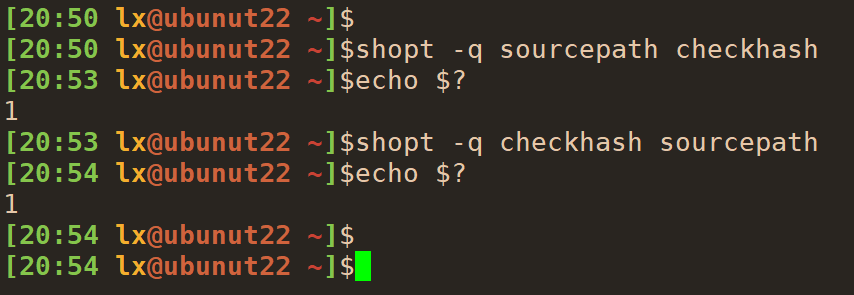 [20:50 lx@ubunut22 ~]$
[20:50 lx@ubunut22 ~]$shopt -q sourcepath checkhash
[20:53 lx@ubunut22 ~]$echo $?
1
[20:53 lx@ubunut22 ~]$shopt -q checkhash sourcepath
[20:54 lx@ubunut22 ~]$echo $?
1
[20:54 lx@ubunut22 ~]$
[20:54 lx@ubunut22 ~]$